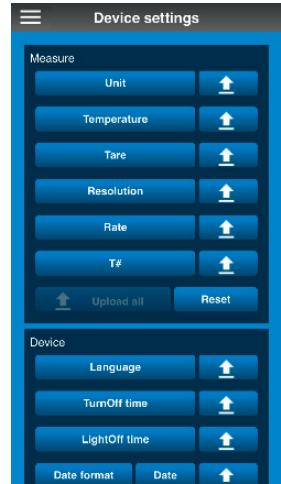 Device settings
Measure
Unit
Temperature
Tare
Resolution
Rate
T#
Upload all Reset
Device
Language
TurnOff time
LightOff time
Date format Date